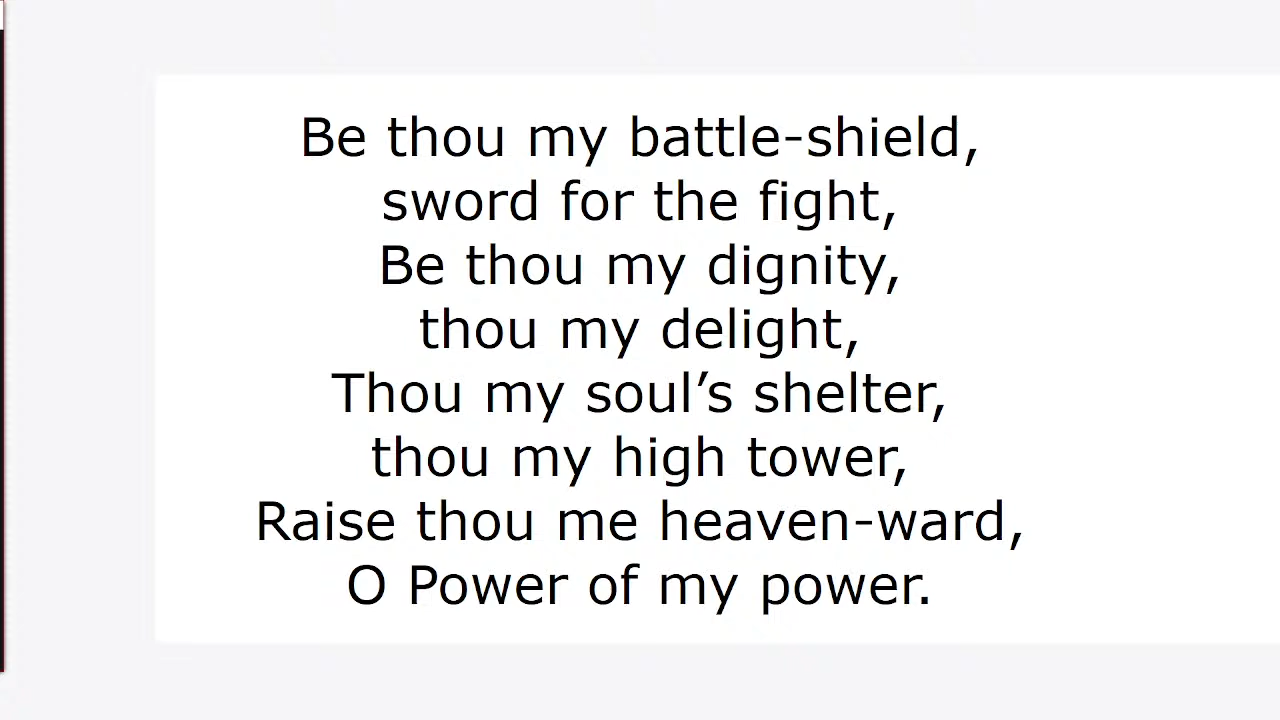 Be thou my battle-shield,
sword for the fight,
Be thou my dignity,
thou my delight,
Thou my soul’s shelter,
thou my high tower,
Raise thou me heaven-ward,
O Power of my power.